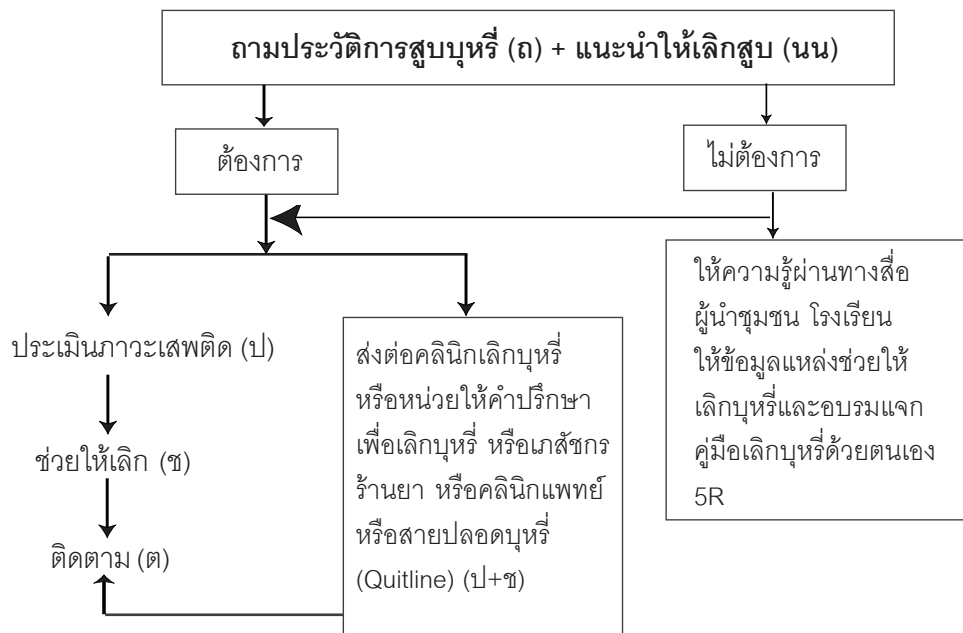 ถามประวัติการสูบบุหรี่ (ถ) + แนะนำให้เลิกสูบ (นน)
ต้องการ
ไม่ต้องการ
ประเมินภาวะเสพติด (ป)
ช่วยให้เลิก (ช)
ติดตาม (ต)
ส่งต่อคลินิกเลิกบุหรี่
หรือหน่วยให้คำปรึกษา
เพื่อเลิกบุหรี่ หรือเภสัชกร
ร้านยา หรือคลินิกแพทย์
หรือสายปลอดบุหรี่
(Quitline) (ป+ช)
ให้ความรู้ผ่านทางสื่อ
ผู้นำชุมชน โรงเรียน
ให้ข้อมูลแหล่งช่วยให้
เลิกบุหรี่และอบรมแจก
คู่มือเลิกบุหรี่ด้วยตนเอง
5R